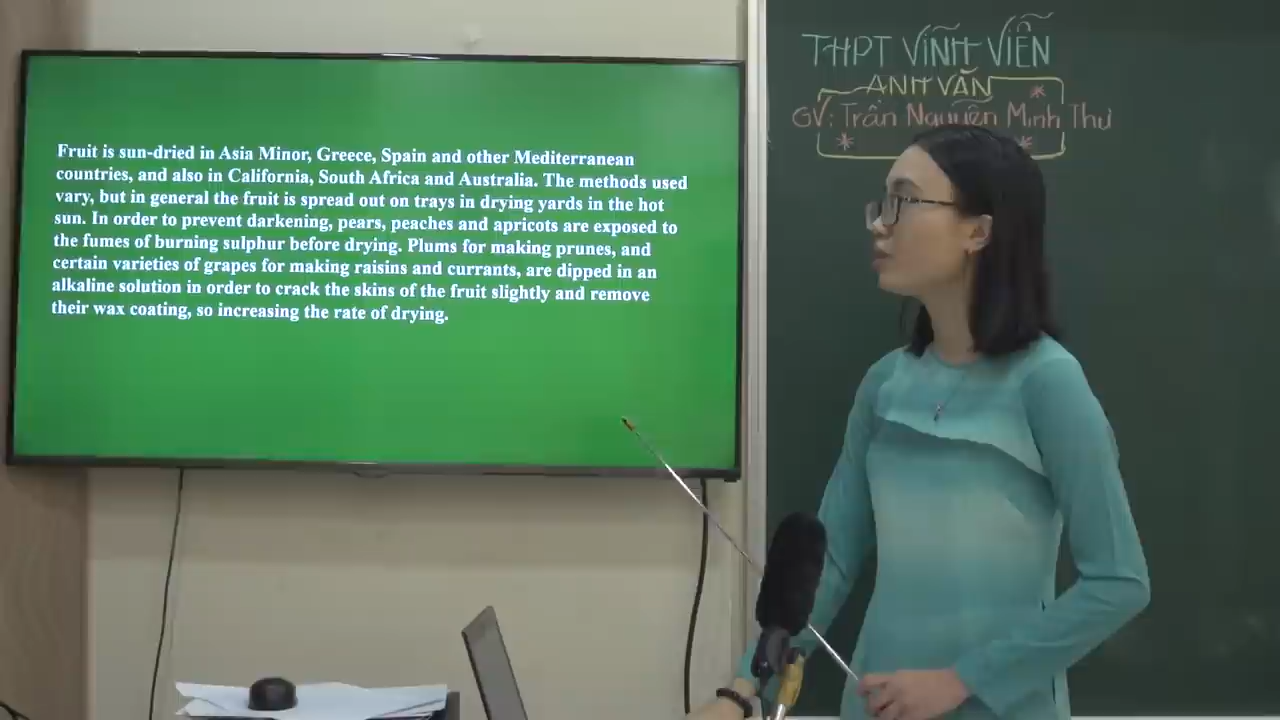 Fruit is sun-dried in Asia Minor, Greece, Spain and other Mediterranean
countries, and also in California, South Africa and Australia. The methods used
vary, but in general the fruit is spread out on trays in drying yards in the hot
sun. In order to prevent darkening, pears, peaches and apricots are exposed to
the fumes of burning sulphur before drying. Plums for making prunes, and
certain varieties of grapes for making raisins and currants, are dipped in an
alkaline solution in order to crack the skins of the fruit slightly and remove
their wax coating, so increasing the rate of drying.
THPT VĨNH VIỄN
ANH VĂN
GV: Trần Nguyễn Minh Thư